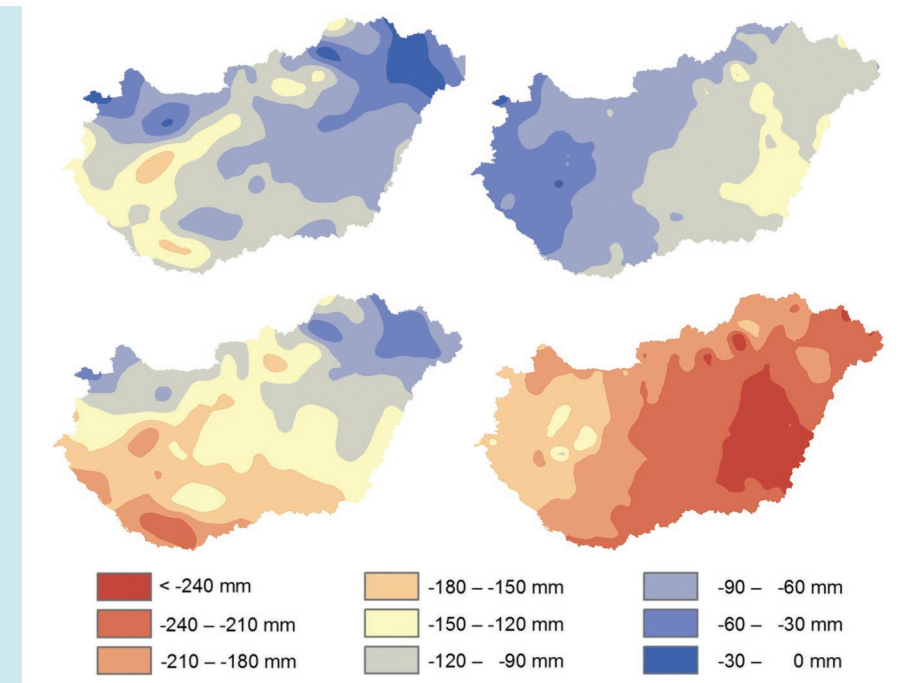 < -240 mm
-180 – -150 mm
-90 – -60 mm
-240 – -210 mm
-150 – -120 mm
-60 – -30 mm
-210 – -180 mm
-120 – -90 mm
-30 – 0 mm